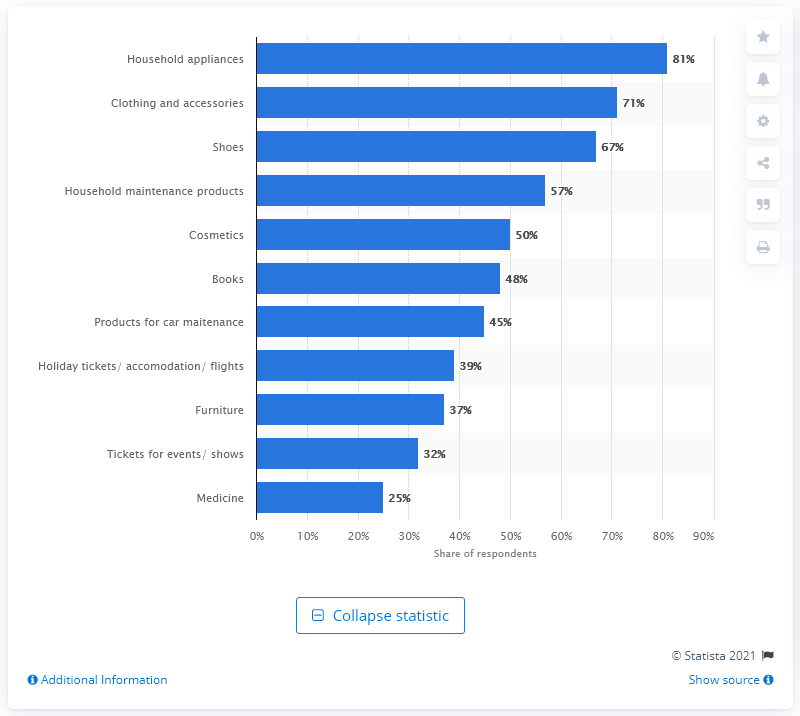 Household appliances 81%
Clothing and accessories 71%
Shoes 67%
Household maintenance products 57%
Cosmetics 50%
Books 48%
Products for car maitenance 45%
Holiday tickets/ accomodation/ flights 39%
Furniture 37%
Tickets for events/ shows 32%
Medicine 25%
0% 10% 20% 30% 40% 50% 60% 70% 80% 90%
Share of respondents
Collapse statistic
© Statista 2021
Additional Information Show source